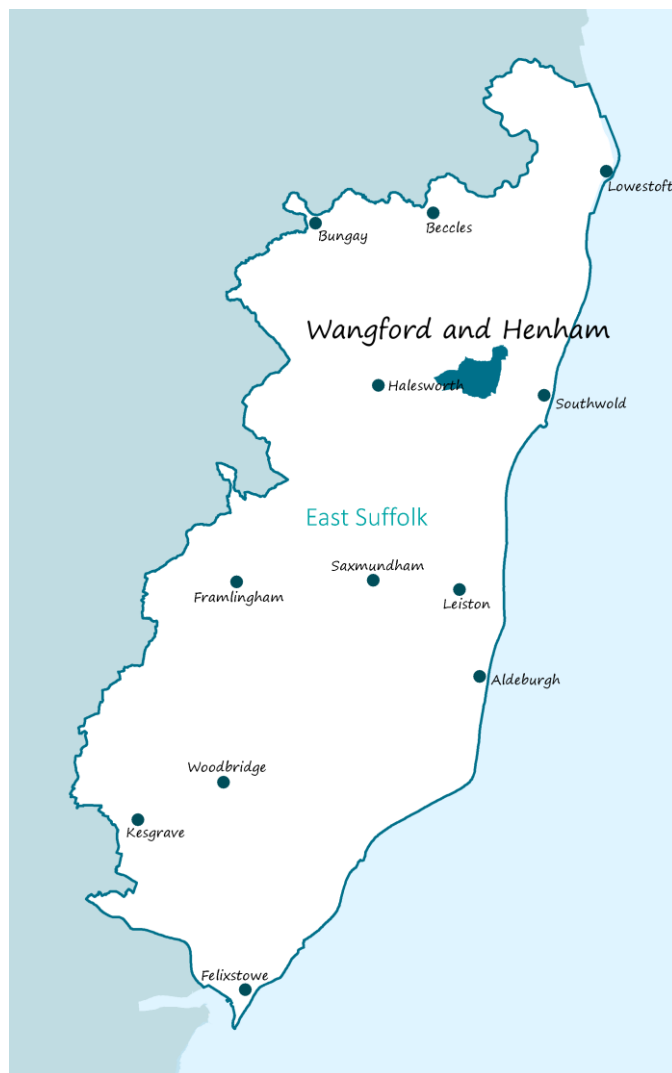 Lowestoft
Beccles
Bungay
Wangford and Henham
Halesworth
Southwold
East Suffolk
Saxmundham
Framlingham
Leiston
Aldeburgh
Woodbridge
Kesgrave
Felixstowe